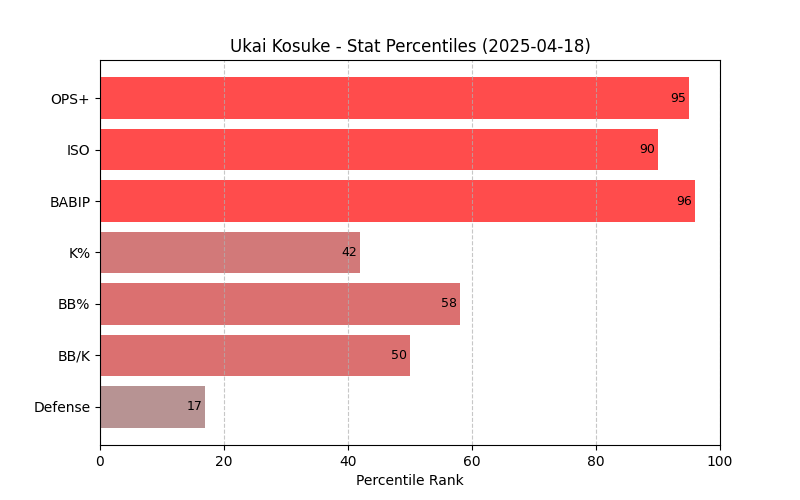 Ukai Kosuke - Stat Percentiles (2025-04-18)
OPS+ 95
ISO 90
BABIP 96
K% 42
BB% 58
BB/K 50
Defense 17
0 20 40 60 80 100
Percentile Rank